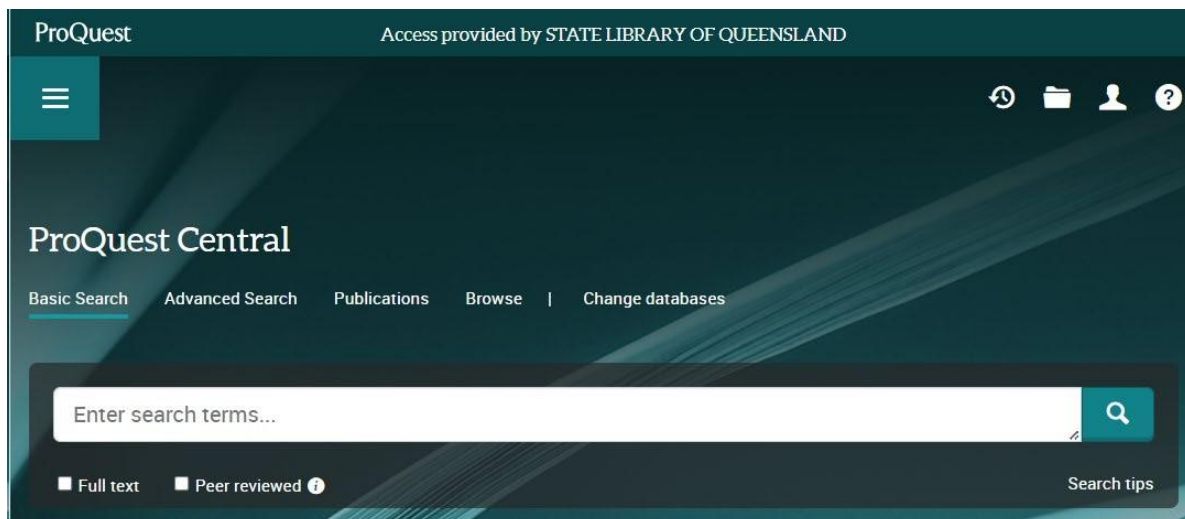 ProQuest
Access provided by STATE LIBRARY OF QUEENSLAND
?
ProQuest Central
Basic Search Advanced Search Publications Browse | Change databases
Enter search terms...
Full text Peer reviewed i
Search tips